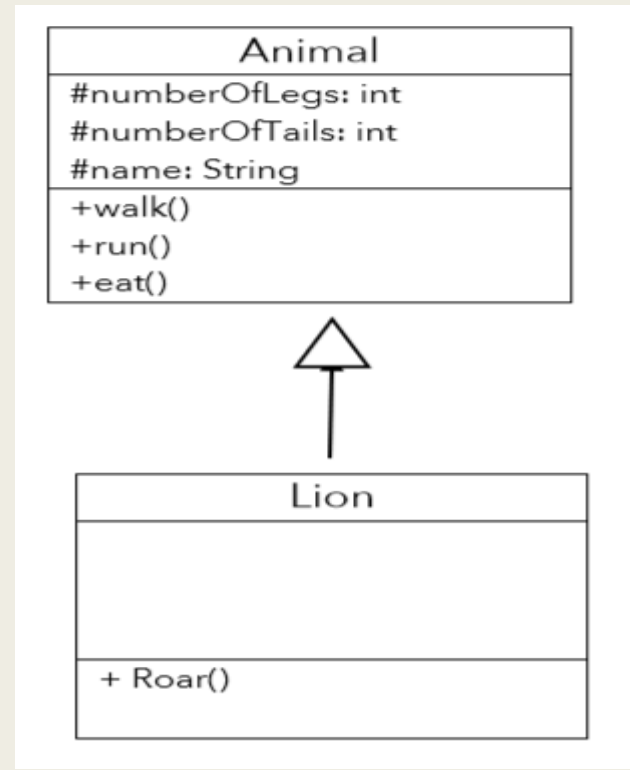 Animal
#numberOfLegs: int
#numberOfTails: int
#name: String
+walk()
+run()
+eat()
Lion
+ Roar()